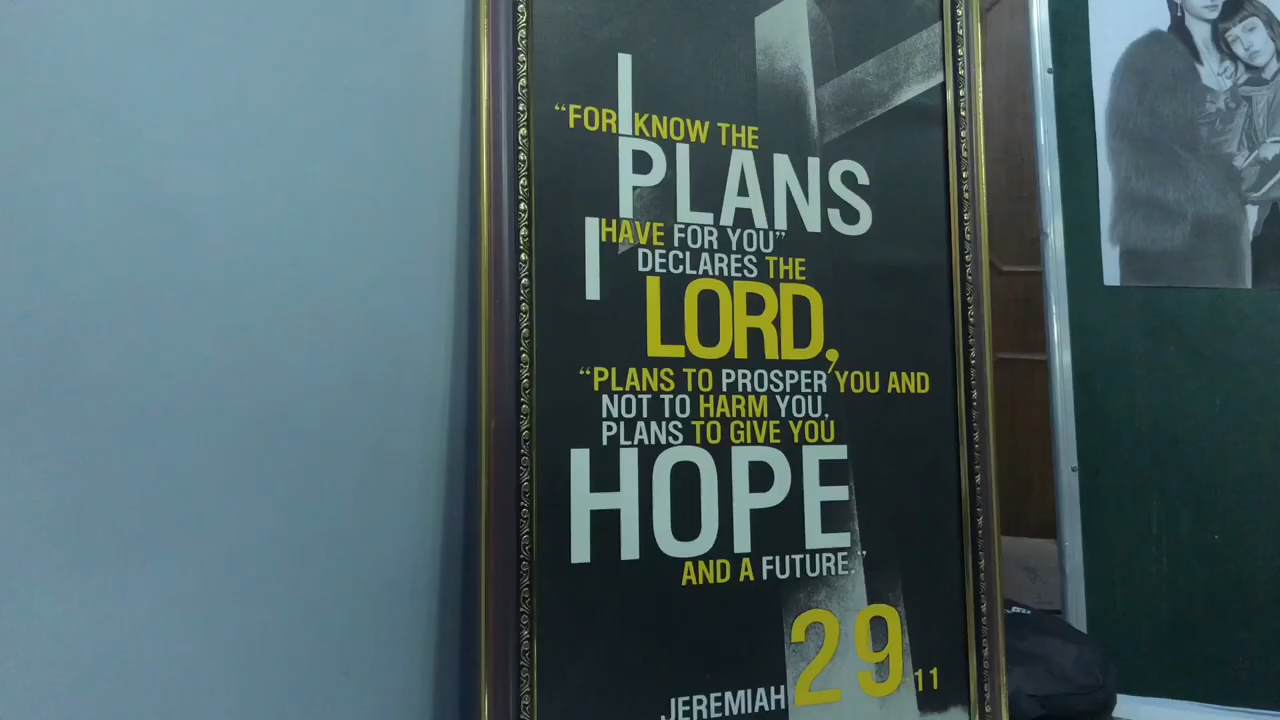 “FOR I KNOW THE
PLANS
I HAVE FOR YOU”
DECLARES THE
LORD,
“PLANS TO PROSPER YOU AND
NOT TO HARM YOU,
PLANS TO GIVE YOU
HOPE
AND A FUTURE.”
JEREMIAH 29 11